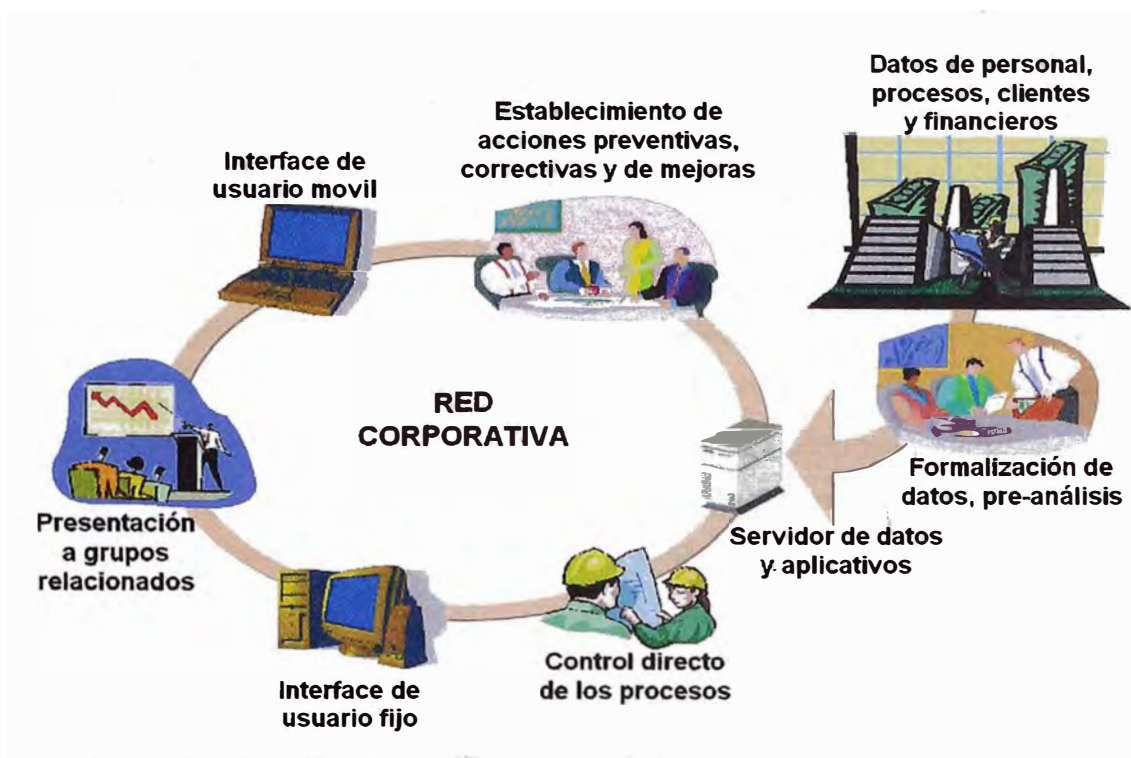 Datos de personal,
procesos, clientes
y financieros
Establecimiento de
acciones preventivas,
correctivas y de mejoras
Interface de
usuario movil
RED
CORPORATIVA
Formalización de
datos, pre-análisis
Presentación
a grupos
relacionados
Servidor de datos
y aplicativos
Control directo
de los procesos
Interface de
usuario fijo